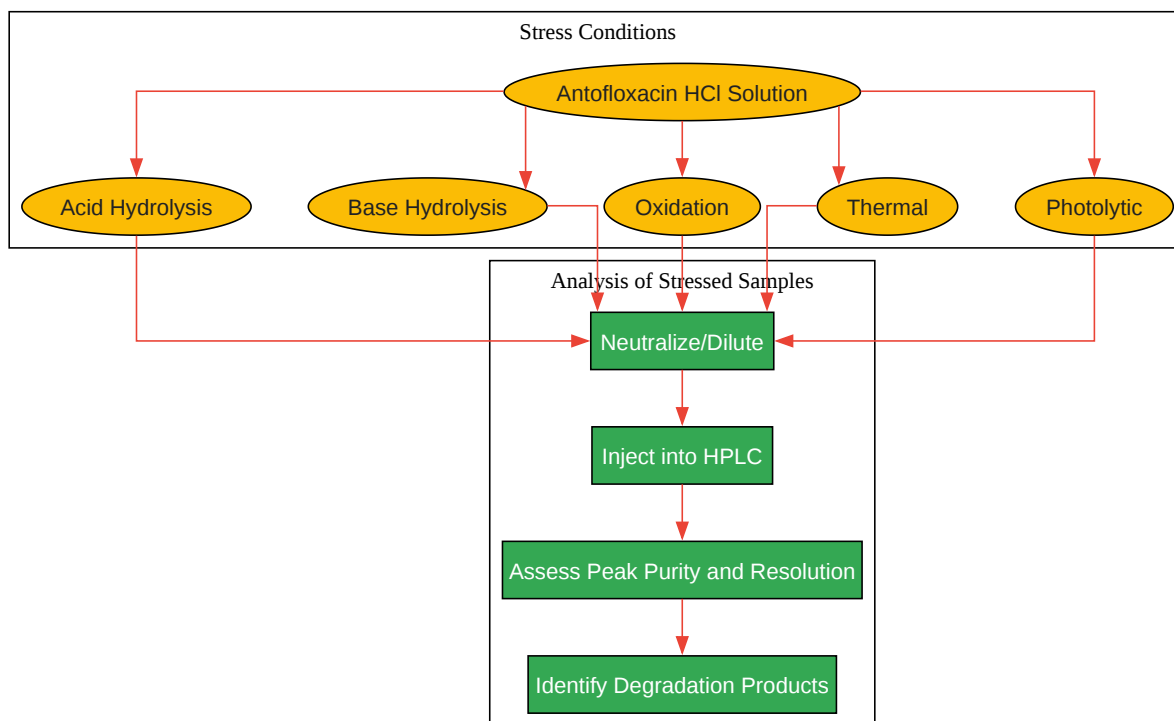 Stress Conditions
Antofloxacin HCl Solution
Acid Hydrolysis
Base Hydrolysis
Oxidation
Thermal
Photolytic
Analysis of Stressed Samples
Neutralize/Dilute
Inject into HPLC
Assess Peak Purity and Resolution
Identify Degradation Products